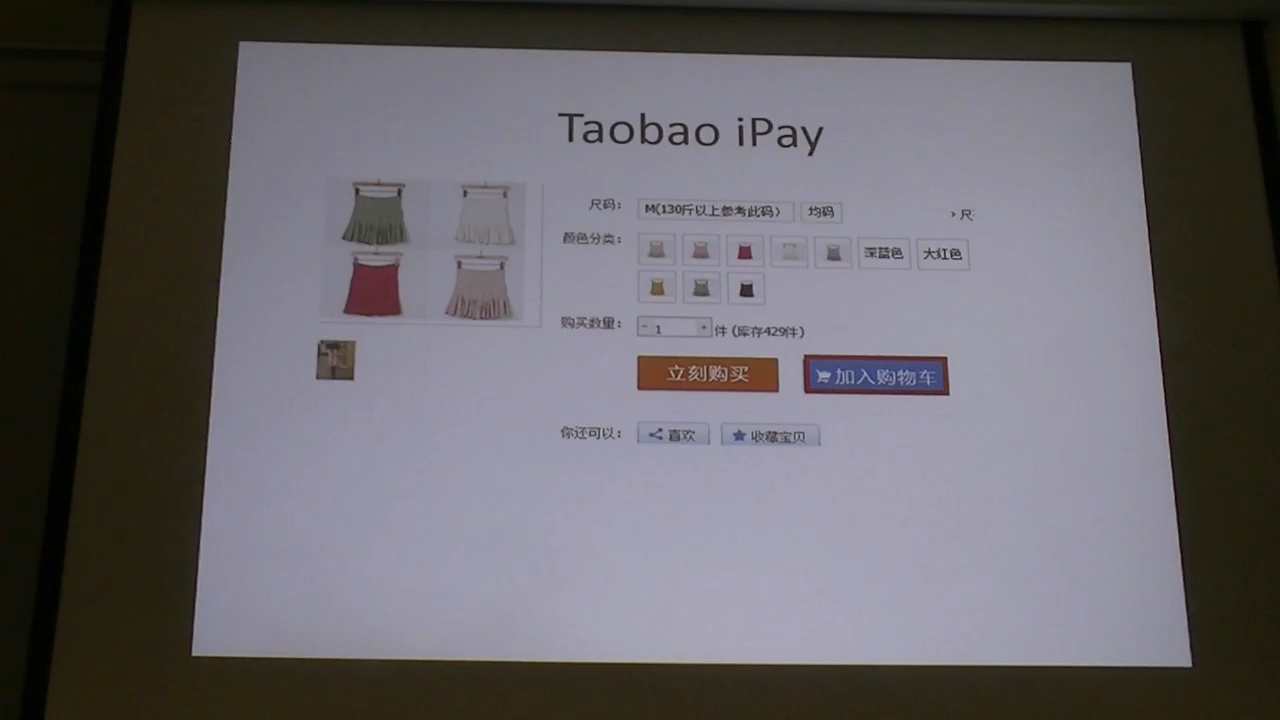 Taobao iPay
尺码: M(130斤以上参考此码) 均码 › 尺
颜色分类: 深蓝色 大红色
购买数量: - 1 + 件 (库存429件)
立刻购买 加入购物车
你还可以: 喜欢 收藏宝贝